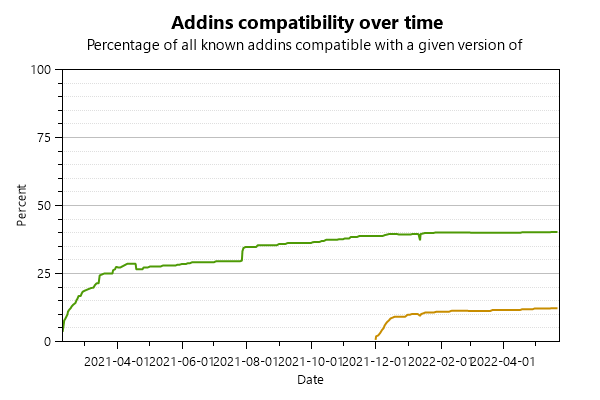 Addins compatibility over time
Percentage of all known addins compatible with a given version of
100
75
50
25
0
Percent
2021-04-01 2021-06-01 2021-08-01 2021-10-01 2021-12-01 2022-02-01 2022-04-01
Date